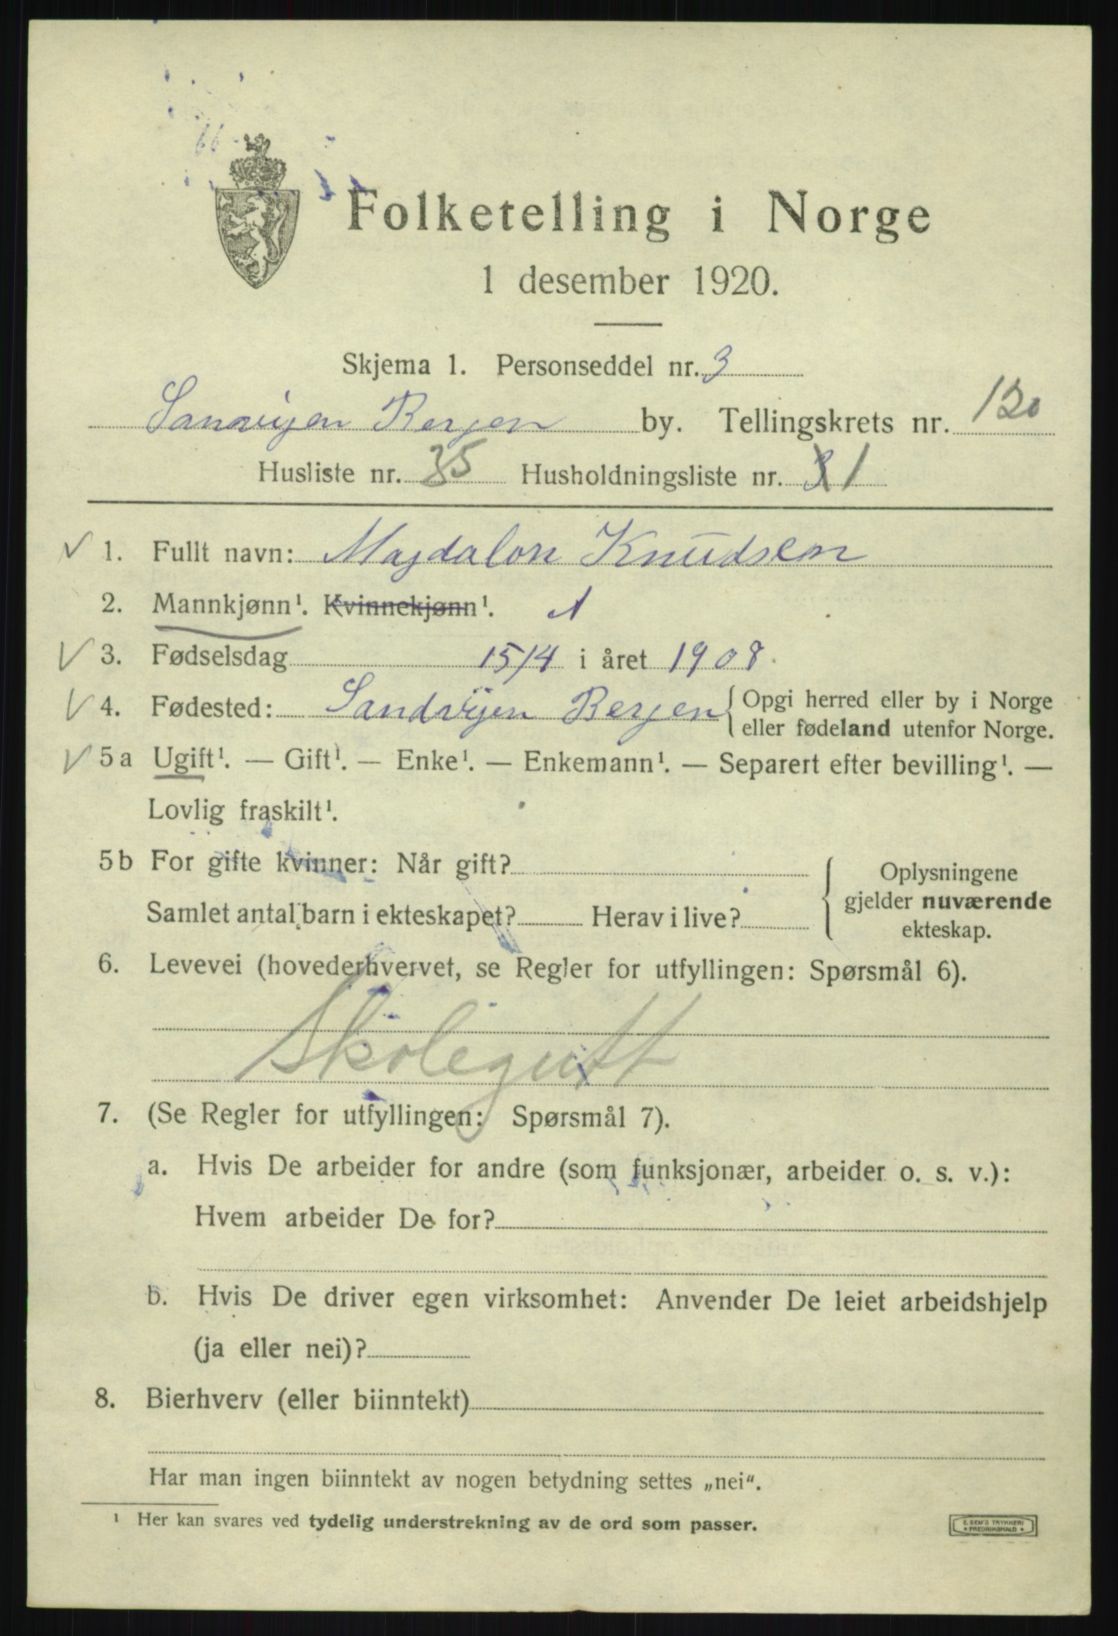 Folketelling i Norge
1 desember 1920.
Skjema 1. Personseddel nr. 3
Sandvijen Bergen by. Tellingskrets nr. 120
Husliste nr. 35 Husholdningsliste nr. 1
✓ 1. Fullt navn: Magdalon Knudsen
2. Mannkjønn¹. Kvinnekjønn¹.
✓ 3. Fødselsdag 15/4 i året 1908.
✓ 4. Fødested: Sandvijen Bergen { Opgi herred eller by i Norge
eller fødeland utenfor Norge.
✓ 5a Ugift¹. — Gift¹. — Enke¹. — Enkemann¹. — Separert efter bevilling¹. —
Lovlig fraskilt¹.
5b For gifte kvinner: Når gift?
Samlet antal barn i ekteskapet? Herav i live?
{ Oplysningene
gjelder nuværende
ekteskap.
6. Levevei (hovederhvervet, se Regler for utfyllingen: Spørsmål 6).
Skolegutt
7. (Se Regler for utfyllingen: Spørsmål 7).
a. Hvis De arbeider for andre (som funksjonær, arbeider o. s. v.):
Hvem arbeider De for?
b. Hvis De driver egen virksomhet: Anvender De leiet arbeidshjelp
(ja eller nei)?
8. Bierhverv (eller biinntekt)
Har man ingen biinntekt av nogen betydning settes „nei“.
¹ Her kan svares ved tydelig understrekning av de ord som passer.
E. SEM'S TRYKKERI
FREDRIKSHALD